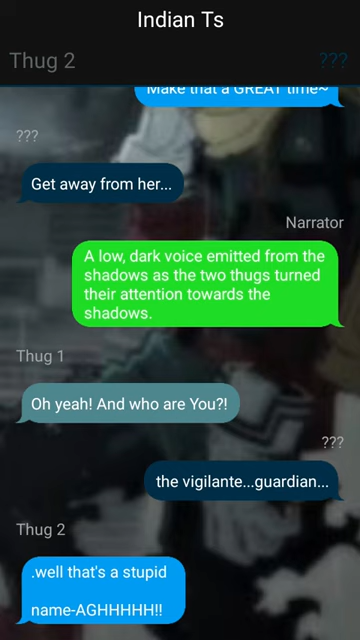 Indian Ts
Thug 2
???
Make that a GREAT time~
???
Get away from her...
Narrator
A low, dark voice emitted from the
shadows as the two thugs turned
their attention towards the
shadows.
Thug 1
Oh yeah! And who are You?!
???
the vigilante...guardian...
Thug 2
.well that's a stupid
name-AGHHHHH!!